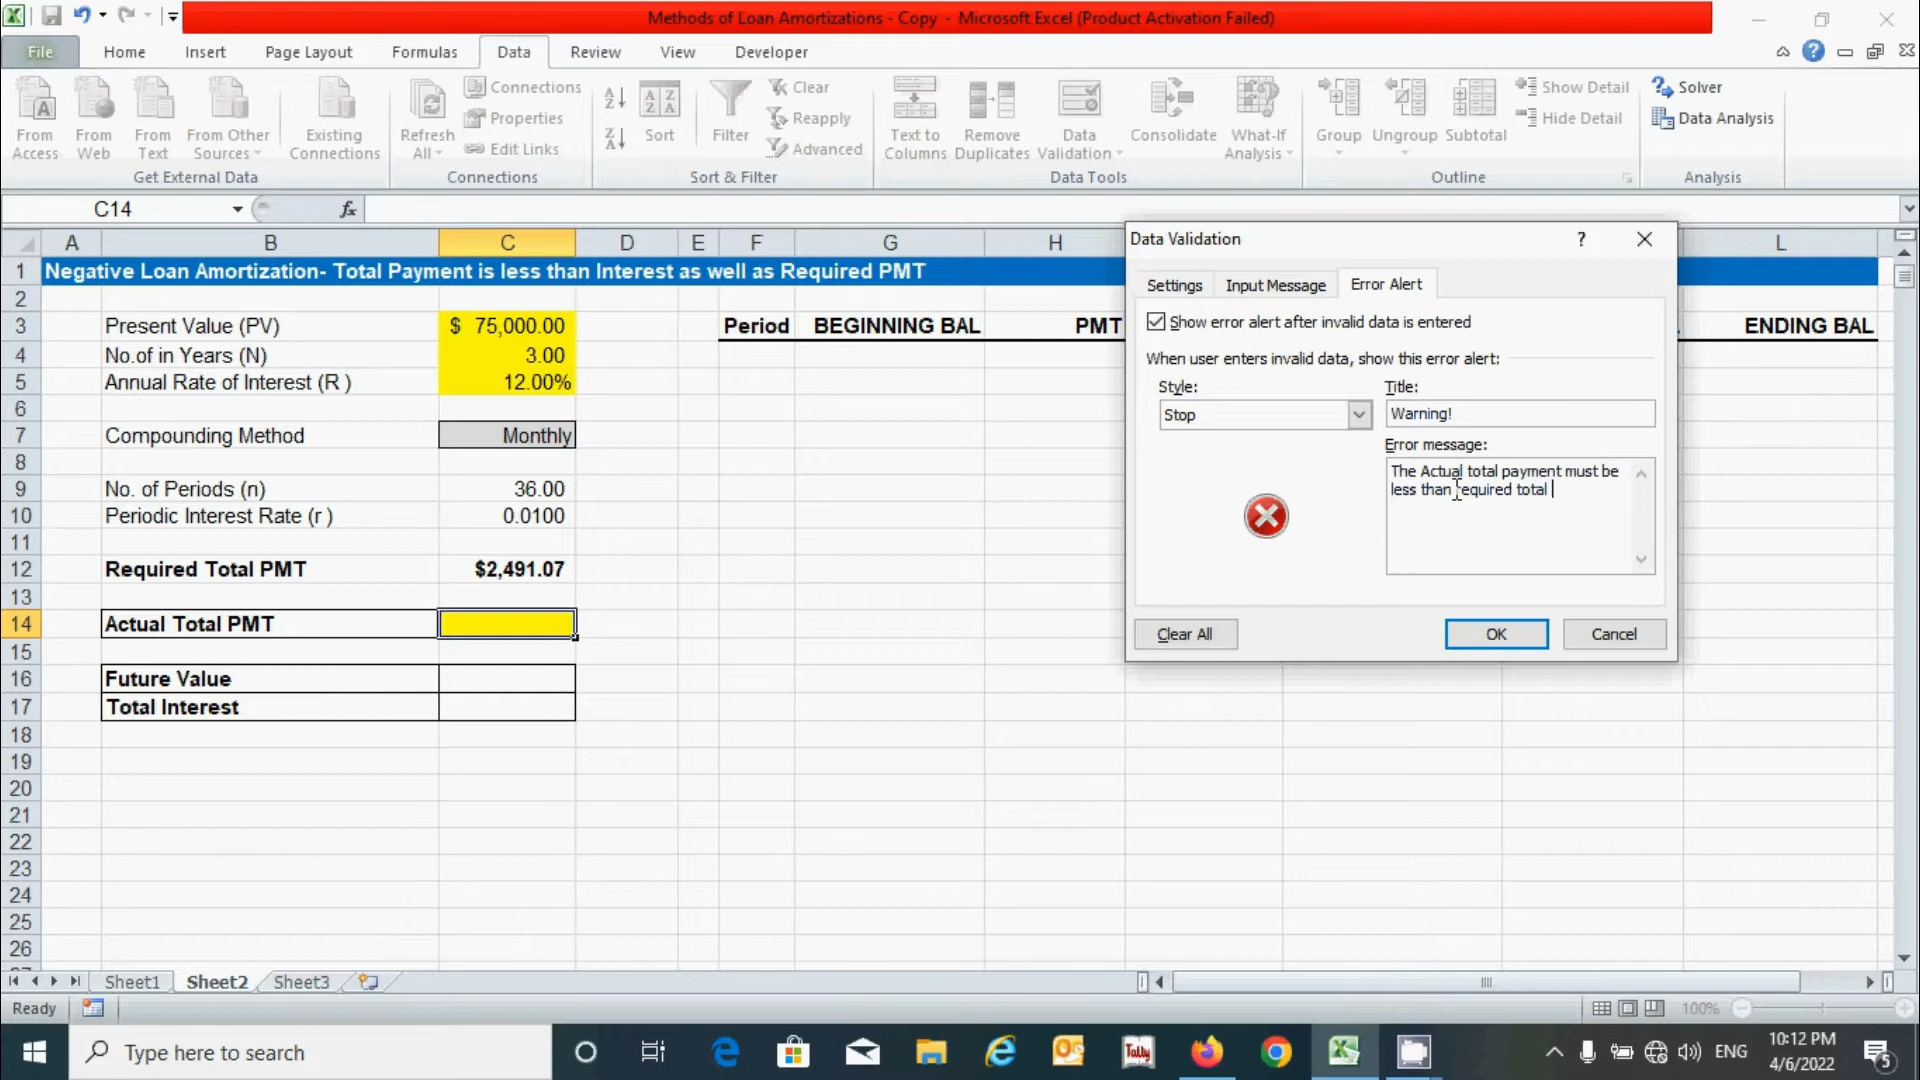 Methods of Loan Amortizations - Copy - Microsoft Excel (Product Activation Failed)
File Home Insert Page Layout Formulas Data Review View Developer
From Access
From Web
From Text
From Other Sources
Existing Connections
Get External Data
Refresh All
Connections
Properties
Edit Links
Connections
Sort
Filter
Clear
Reapply
Advanced
Sort & Filter
Text to Columns
Remove Duplicates
Data Validation
Consolidate
What-If Analysis
Data Tools
Group
Ungroup
Subtotal
Show Detail
Hide Detail
Outline
Solver
Data Analysis
Analysis
C14 fx
A B C D E F G H L
1 Negative Loan Amortization- Total Payment is less than Interest as well as Required PMT
2
3 Present Value (PV) $ 75,000.00 Period BEGINNING BAL PMT ENDING BAL
4 No.of in Years (N) 3.00
5 Annual Rate of Interest (R ) 12.00%
6
7 Compounding Method Monthly
8
9 No. of Periods (n) 36.00
10 Periodic Interest Rate (r ) 0.0100
11
12 Required Total PMT $2,491.07
13
14 Actual Total PMT
15
16 Future Value
17 Total Interest
18
19
20
21
22
23
24
25
26
Data Validation ?
Settings Input Message Error Alert
Show error alert after invalid data is entered
When user enters invalid data, show this error alert:
Style: Title:
Stop Warning!
Error message:
The Actual total payment must be
less than required total
Clear All OK Cancel
Sheet1 Sheet2 Sheet3
Ready 100%
Type here to search
Tally
ENG
10:12 PM
4/6/2022
5